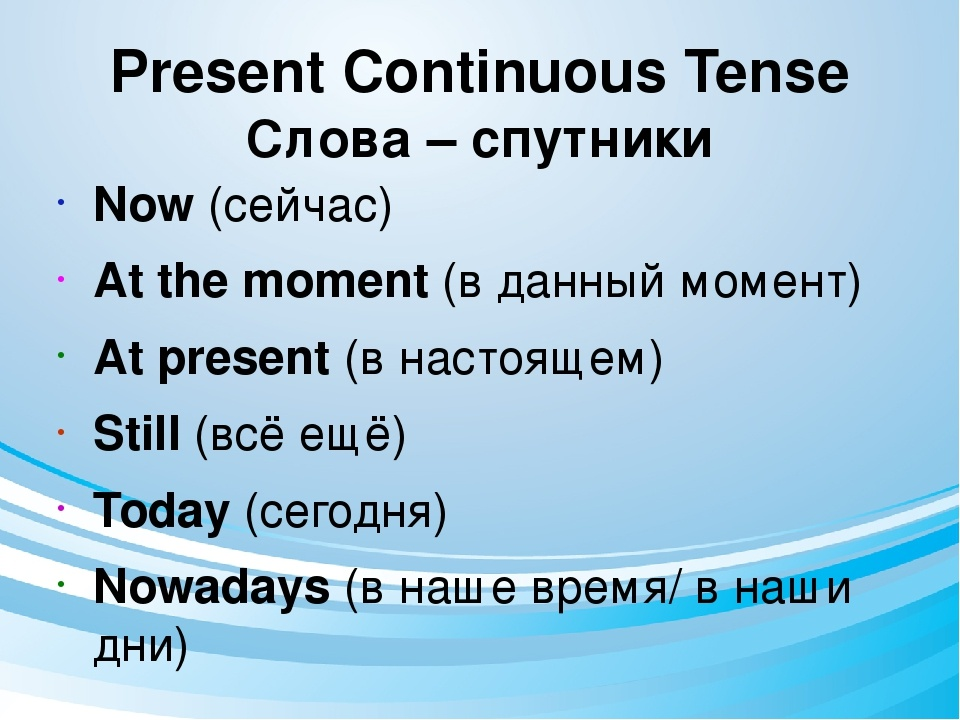 Present Continuous Tense
Слова – спутники
Now (сейчас)
At the moment (в данный момент)
At present (в настоящем)
Still (всё ещё)
Today (сегодня)
Nowadays (в наше время/ в наши
дни)